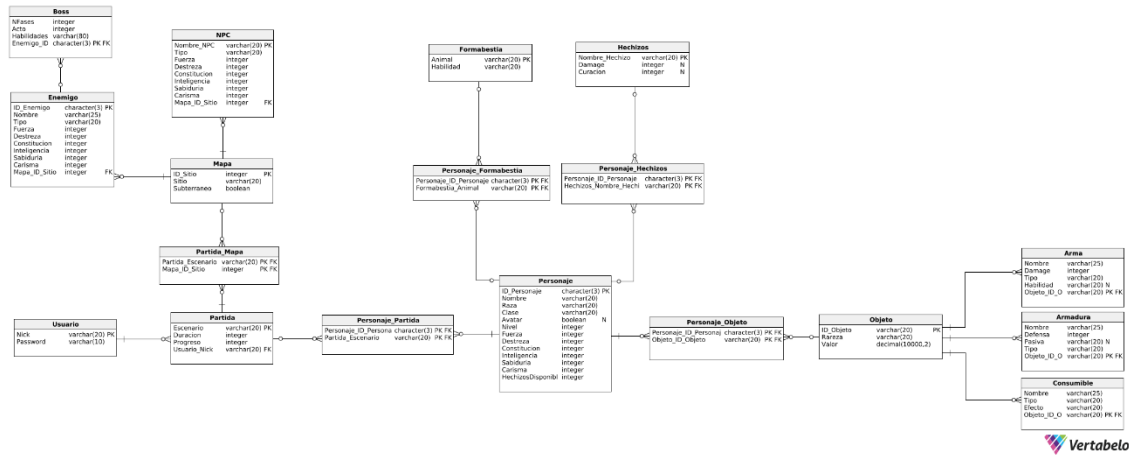 Boss
NFases integer
Acto integer
Habilidades varchar(80)
Enemigo_ID character(3) PK FK
NPC
Nombre_NPC varchar(20) PK
Tipo varchar(20)
Fuerza integer
Destreza integer
Constitucion integer
Inteligencia integer
Sabiduria integer
Carisma integer
Mapa_ID_Sitio integer FK
Formabestia
Animal varchar(20) PK
Habilidad varchar(20)
Hechizos
Nombre_Hechizo varchar(20) PK
Damage integer N
Curacion integer N
Enemigo
ID_Enemigo character(3) PK
Nombre varchar(25)
Tipo varchar(20)
Fuerza integer
Destreza integer
Constitucion integer
Inteligencia integer
Sabiduria integer
Carisma integer
Mapa_ID_Sitio integer FK
Mapa
ID_Sitio integer PK
Sitio varchar(20)
Subterraneo boolean
Personaje_Formabestia
Personaje_ID_Personaje character(3) PK FK
Formabestia_Animal varchar(20) PK FK
Personaje_Hechizos
Personaje_ID_Personaje character(3) PK FK
Hechizos_Nombre_Hechi varchar(20) PK FK
Partida_Mapa
Partida_Escenario varchar(20) PK FK
Mapa_ID_Sitio integer PK FK
Usuario
Nick varchar(20) PK
Password varchar(10)
Partida
Escenario varchar(20) PK
Duracion integer
Progreso integer
Usuario_Nick varchar(20) FK
Personaje_Partida
Personaje_ID_Persona character(3) PK FK
Partida_Escenario varchar(20) PK FK
Personaje
ID_Personaje character(3) PK
Nombre varchar(20)
Raza varchar(20)
Clase varchar(20)
Avatar boolean N
Nivel integer
Fuerza integer
Destreza integer
Constitucion integer
Inteligencia integer
Sabiduria integer
Carisma integer
HechizosDisponibl integer
Personaje_Objeto
Personaje_ID_Personaj character(3) PK FK
Objeto_ID_Objeto varchar(20) PK FK
Objeto
ID_Objeto varchar(20) PK
Rareza varchar(20)
Valor decimal(10000,2)
Arma
Nombre varchar(25)
Damage integer
Tipo varchar(20)
Habilidad varchar(20) N
Objeto_ID_O varchar(20) PK FK
Armadura
Nombre varchar(25)
Defensa integer
Pasiva varchar(20) N
Tipo varchar(20)
Objeto_ID_O varchar(20) PK FK
Consumible
Nombre varchar(25)
Tipo varchar(20)
Efecto varchar(20)
Objeto_ID_O varchar(20) PK FK
Vertabelo